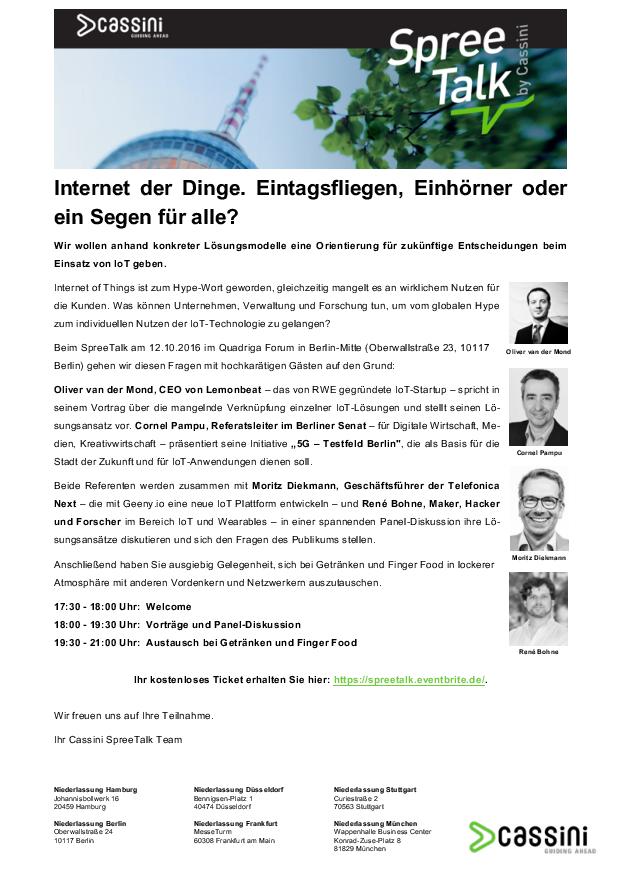 CASSINI
GUIDING AHEAD
Spree
Talk
by Cassini
Internet der Dinge. Eintagsfliegen, Einhörner oder
ein Segen für alle?
Wir wollen anhand konkreter Lösungsmodelle eine Orientierung für zukünftige Entscheidungen beim
Einsatz von IoT geben.
Internet of Things ist zum Hype-Wort geworden, gleichzeitig mangelt es an wirklichem Nutzen für
die Kunden. Was können Unternehmen, Verwaltung und Forschung tun, um vom globalen Hype
zum individuellen Nutzen der IoT-Technologie zu gelangen?
Beim SpreeTalk am 12.10.2016 im Quadriga Forum in Berlin-Mitte (Oberwallstraße 23, 10117
Berlin) gehen wir diesen Fragen mit hochkarätigen Gästen auf den Grund:
Oliver van der Mond, CEO von Lemonbeat – das von RWE gegründete IoT-Startup – spricht in
seinem Vortrag über die mangelnde Verknüpfung einzelner IoT-Lösungen und stellt seinen Lö-
sungsansatz vor. Cornel Pampu, Referatsleiter im Berliner Senat – für Digitale Wirtschaft, Me-
dien, Kreativwirtschaft – präsentiert seine Initiative „5G – Testfeld Berlin", die als Basis für die
Stadt der Zukunft und für IoT-Anwendungen dienen soll.
Beide Referenten werden zusammen mit Moritz Diekmann, Geschäftsführer der Telefonica
Next – die mit Geeny.io eine neue IoT Plattform entwickeln – und René Bohne, Maker, Hacker
und Forscher im Bereich IoT und Wearables – in einer spannenden Panel-Diskussion ihre Lö-
sungsansätze diskutieren und sich den Fragen des Publikums stellen.
Anschließend haben Sie ausgiebig Gelegenheit, sich bei Getränken und Finger Food in lockerer
Atmosphäre mit anderen Vordenkern und Netzwerkern auszutauschen.
17:30 - 18:00 Uhr: Welcome
18:00 - 19:30 Uhr: Vorträge und Panel-Diskussion
19:30 - 21:00 Uhr: Austausch bei Getränken und Finger Food
Oliver van der Mond
Cornel Pampu
Moritz Diekmann
René Bohne
Ihr kostenloses Ticket erhalten Sie hier: https://spreetalk.eventbrite.de/.
Wir freuen uns auf Ihre Teilnahme.
Ihr Cassini SpreeTalk Team
Niederlassung Hamburg
Johannisbollwerk 16
20459 Hamburg
Niederlassung Düsseldorf
Bennigsen-Platz 1
40474 Düsseldorf
Niederlassung Stuttgart
Curiestraße 2
70563 Stuttgart
Niederlassung Berlin
Oberwallstraße 24
10117 Berlin
Niederlassung Frankfurt
MesseTurm
60308 Frankfurt am Main
Niederlassung München
Wappenhalle Business Center
Konrad-Zuse-Platz 8
81829 München
CASSINI
GUIDING AHEAD